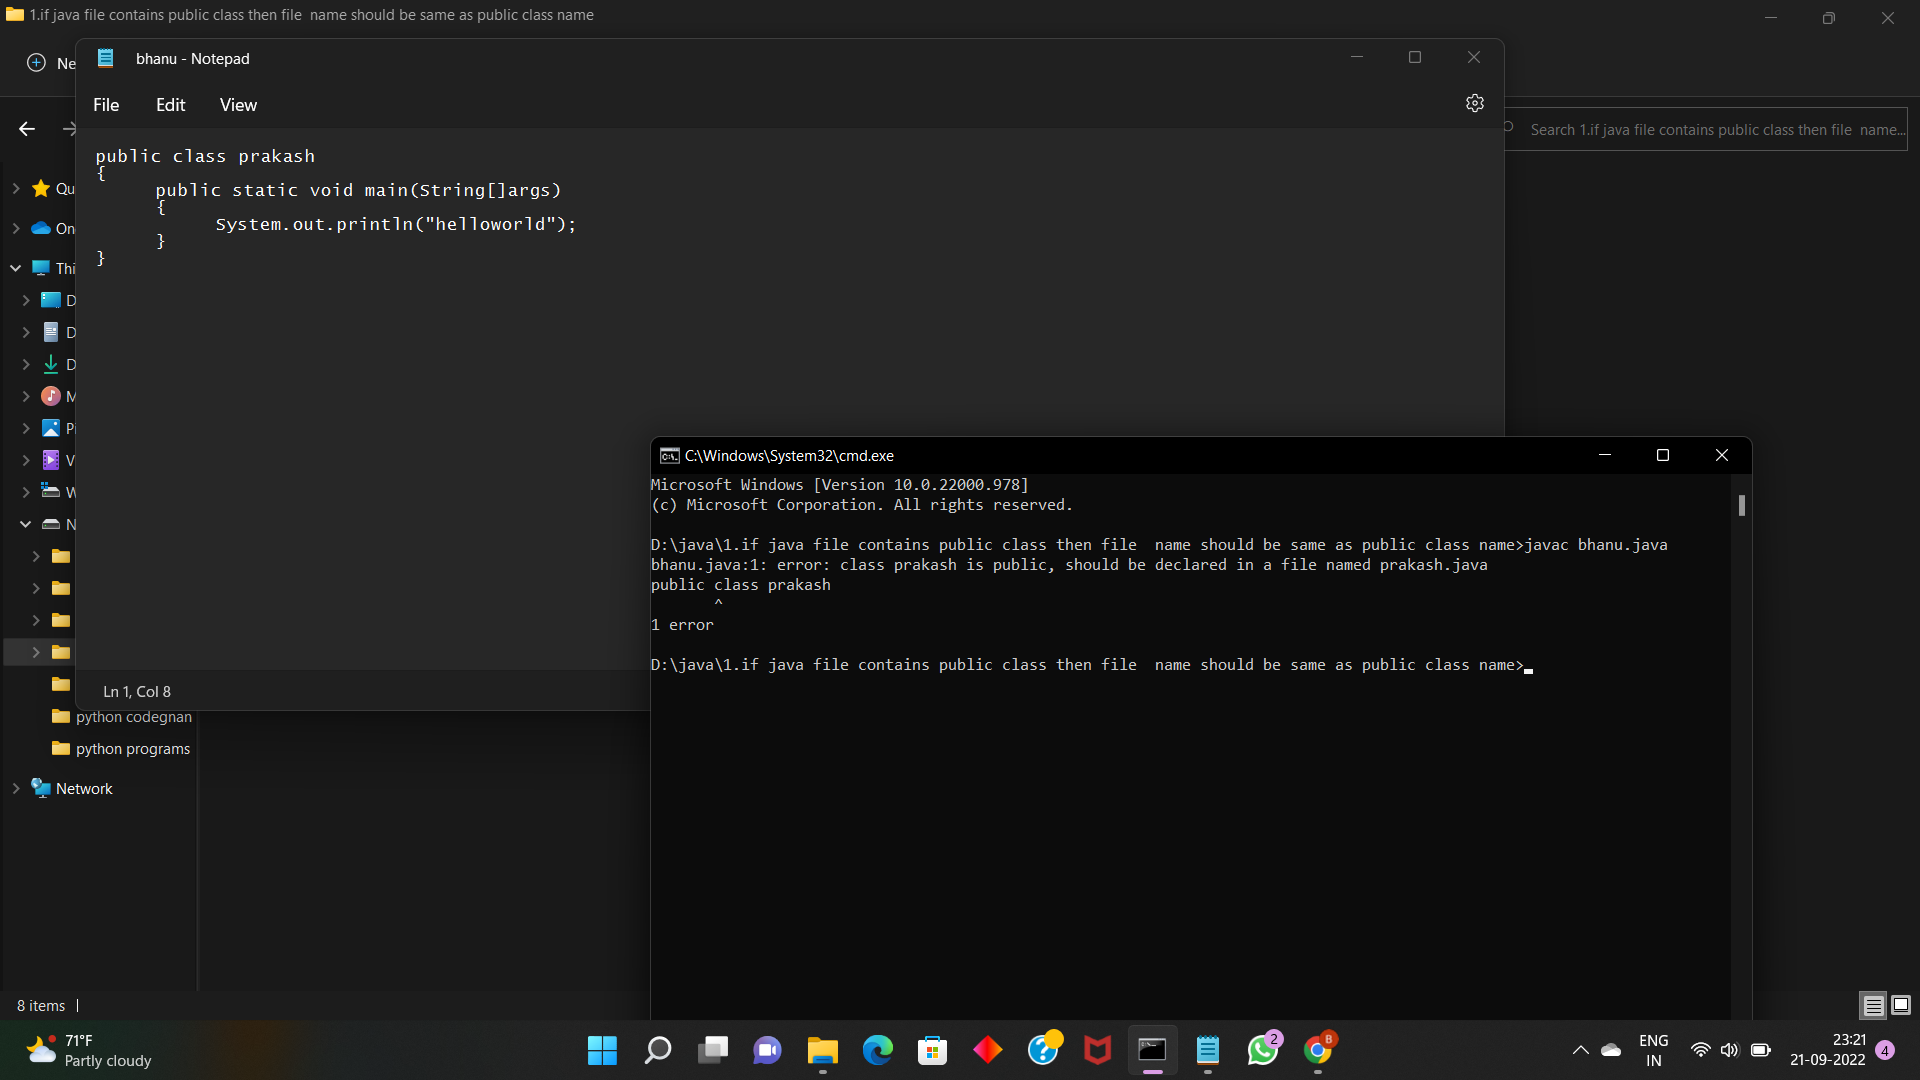 1.if java file contains public class then file  name should be same as public class name
Ne
bhanu - Notepad
File Edit View
Search 1.if java file contains public class then file  name...
public class prakash
{
public static void main(String[]args)
{
System.out.println("helloworld");
}
}
Qu
On
Thi
D
D
D
M
Pi
V
W
N
python codegnan
python programs
Network
Ln 1, Col 8
C:\Windows\System32\cmd.exe
Microsoft Windows [Version 10.0.22000.978]
(c) Microsoft Corporation. All rights reserved.
D:\java\1.if java file contains public class then file  name should be same as public class name>javac bhanu.java
bhanu.java:1: error: class prakash is public, should be declared in a file named prakash.java
public class prakash
^
1 error
D:\java\1.if java file contains public class then file  name should be same as public class name>
8 items
71°F
Partly cloudy
2
B
ENG
IN
23:21
21-09-2022
4